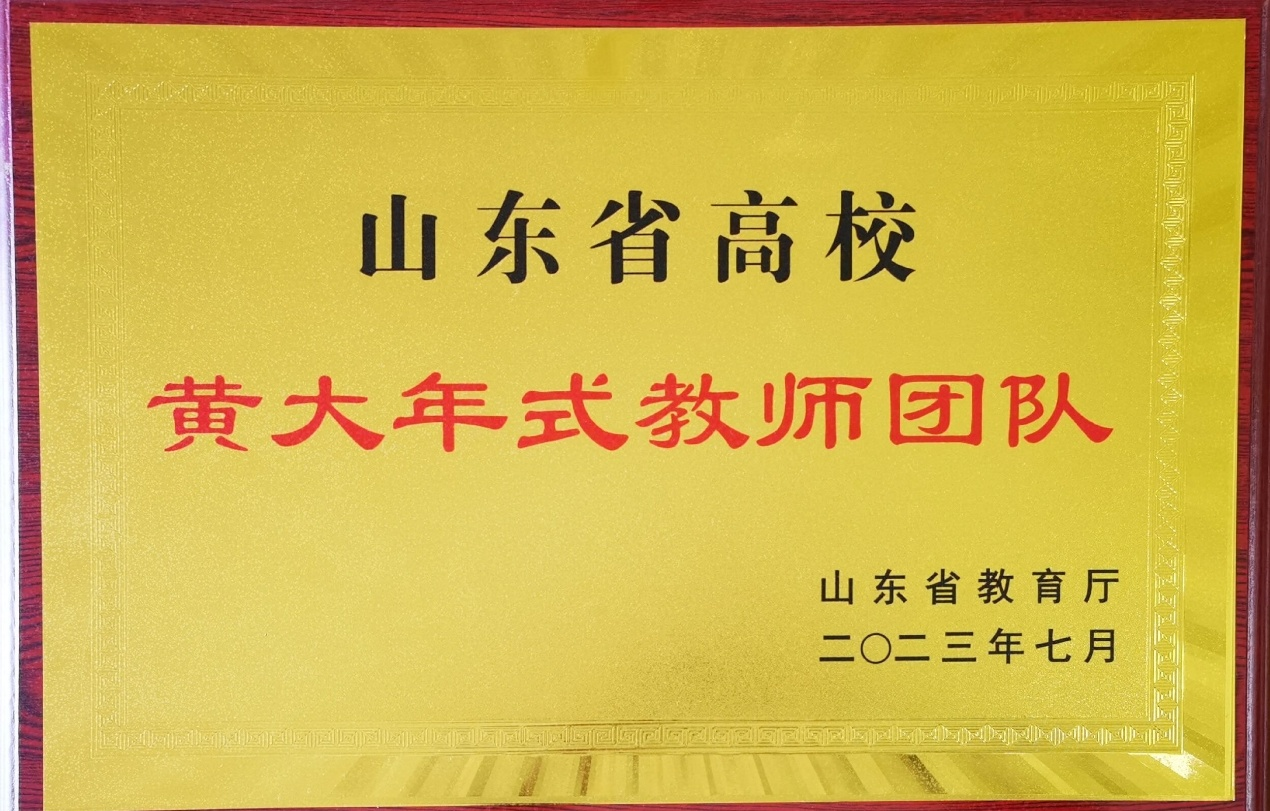 山东省高校
黄大年式教师团队
山东省教育厅
二〇二三年七月